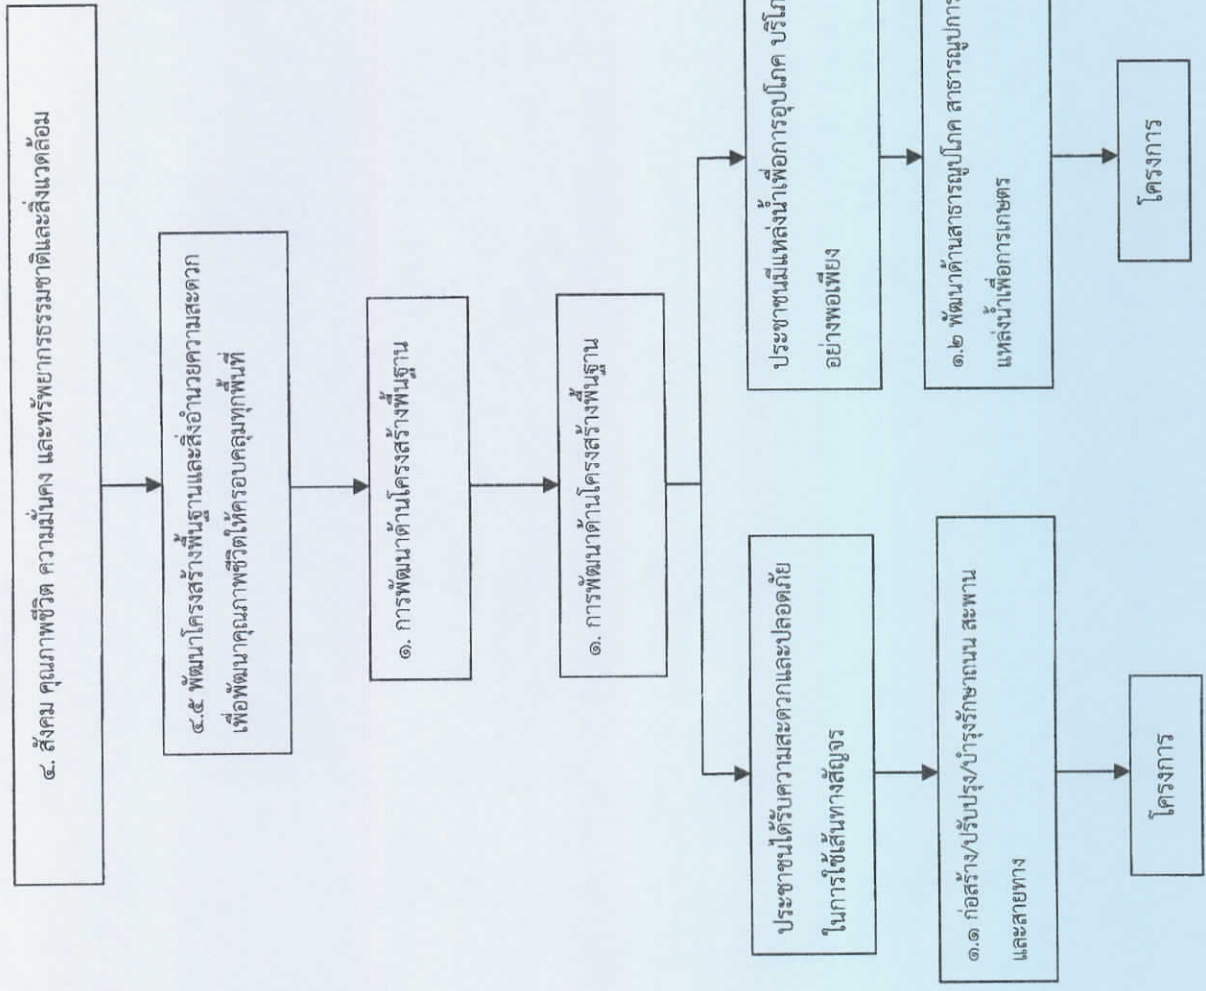 ๔. สังคม คุณภาพชีวิต ความมั่นคง และทรัพยากรธรรมชาติและสิ่งแวดล้อม
๔.๕ พัฒนาโครงสร้างพื้นฐานและสิ่งอำนวยความสะดวก
เพื่อพัฒนาคุณภาพชีวิตให้ครอบคลุมทุกพื้นที่
๑. การพัฒนาด้านโครงสร้างพื้นฐาน
๑. การพัฒนาด้านโครงสร้างพื้นฐาน
ประชาชนได้รับความสะดวกและปลอดภัย
ในการใช้เส้นทางสัญจร
๑.๑ ก่อสร้าง/ปรับปรุง/บำรุงรักษาถนน สะพาน
และสายทาง
โครงการ
ประชาชนมีแหล่งน้ำเพื่อการอุปโภค
อย่างพอเพียง
๑.๒ พัฒนาด้านสาธารณูปโภค
แหล่งน้ำเพื่อการเกษตร
โครงการ